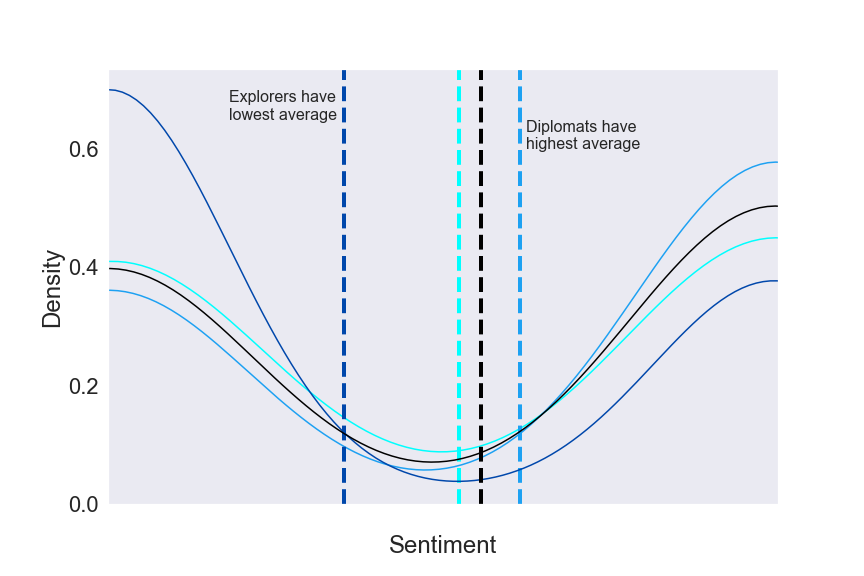 Explorers have
lowest average
Diplomats have
highest average
0.6
0.4
0.2
0.0
Density
Sentiment